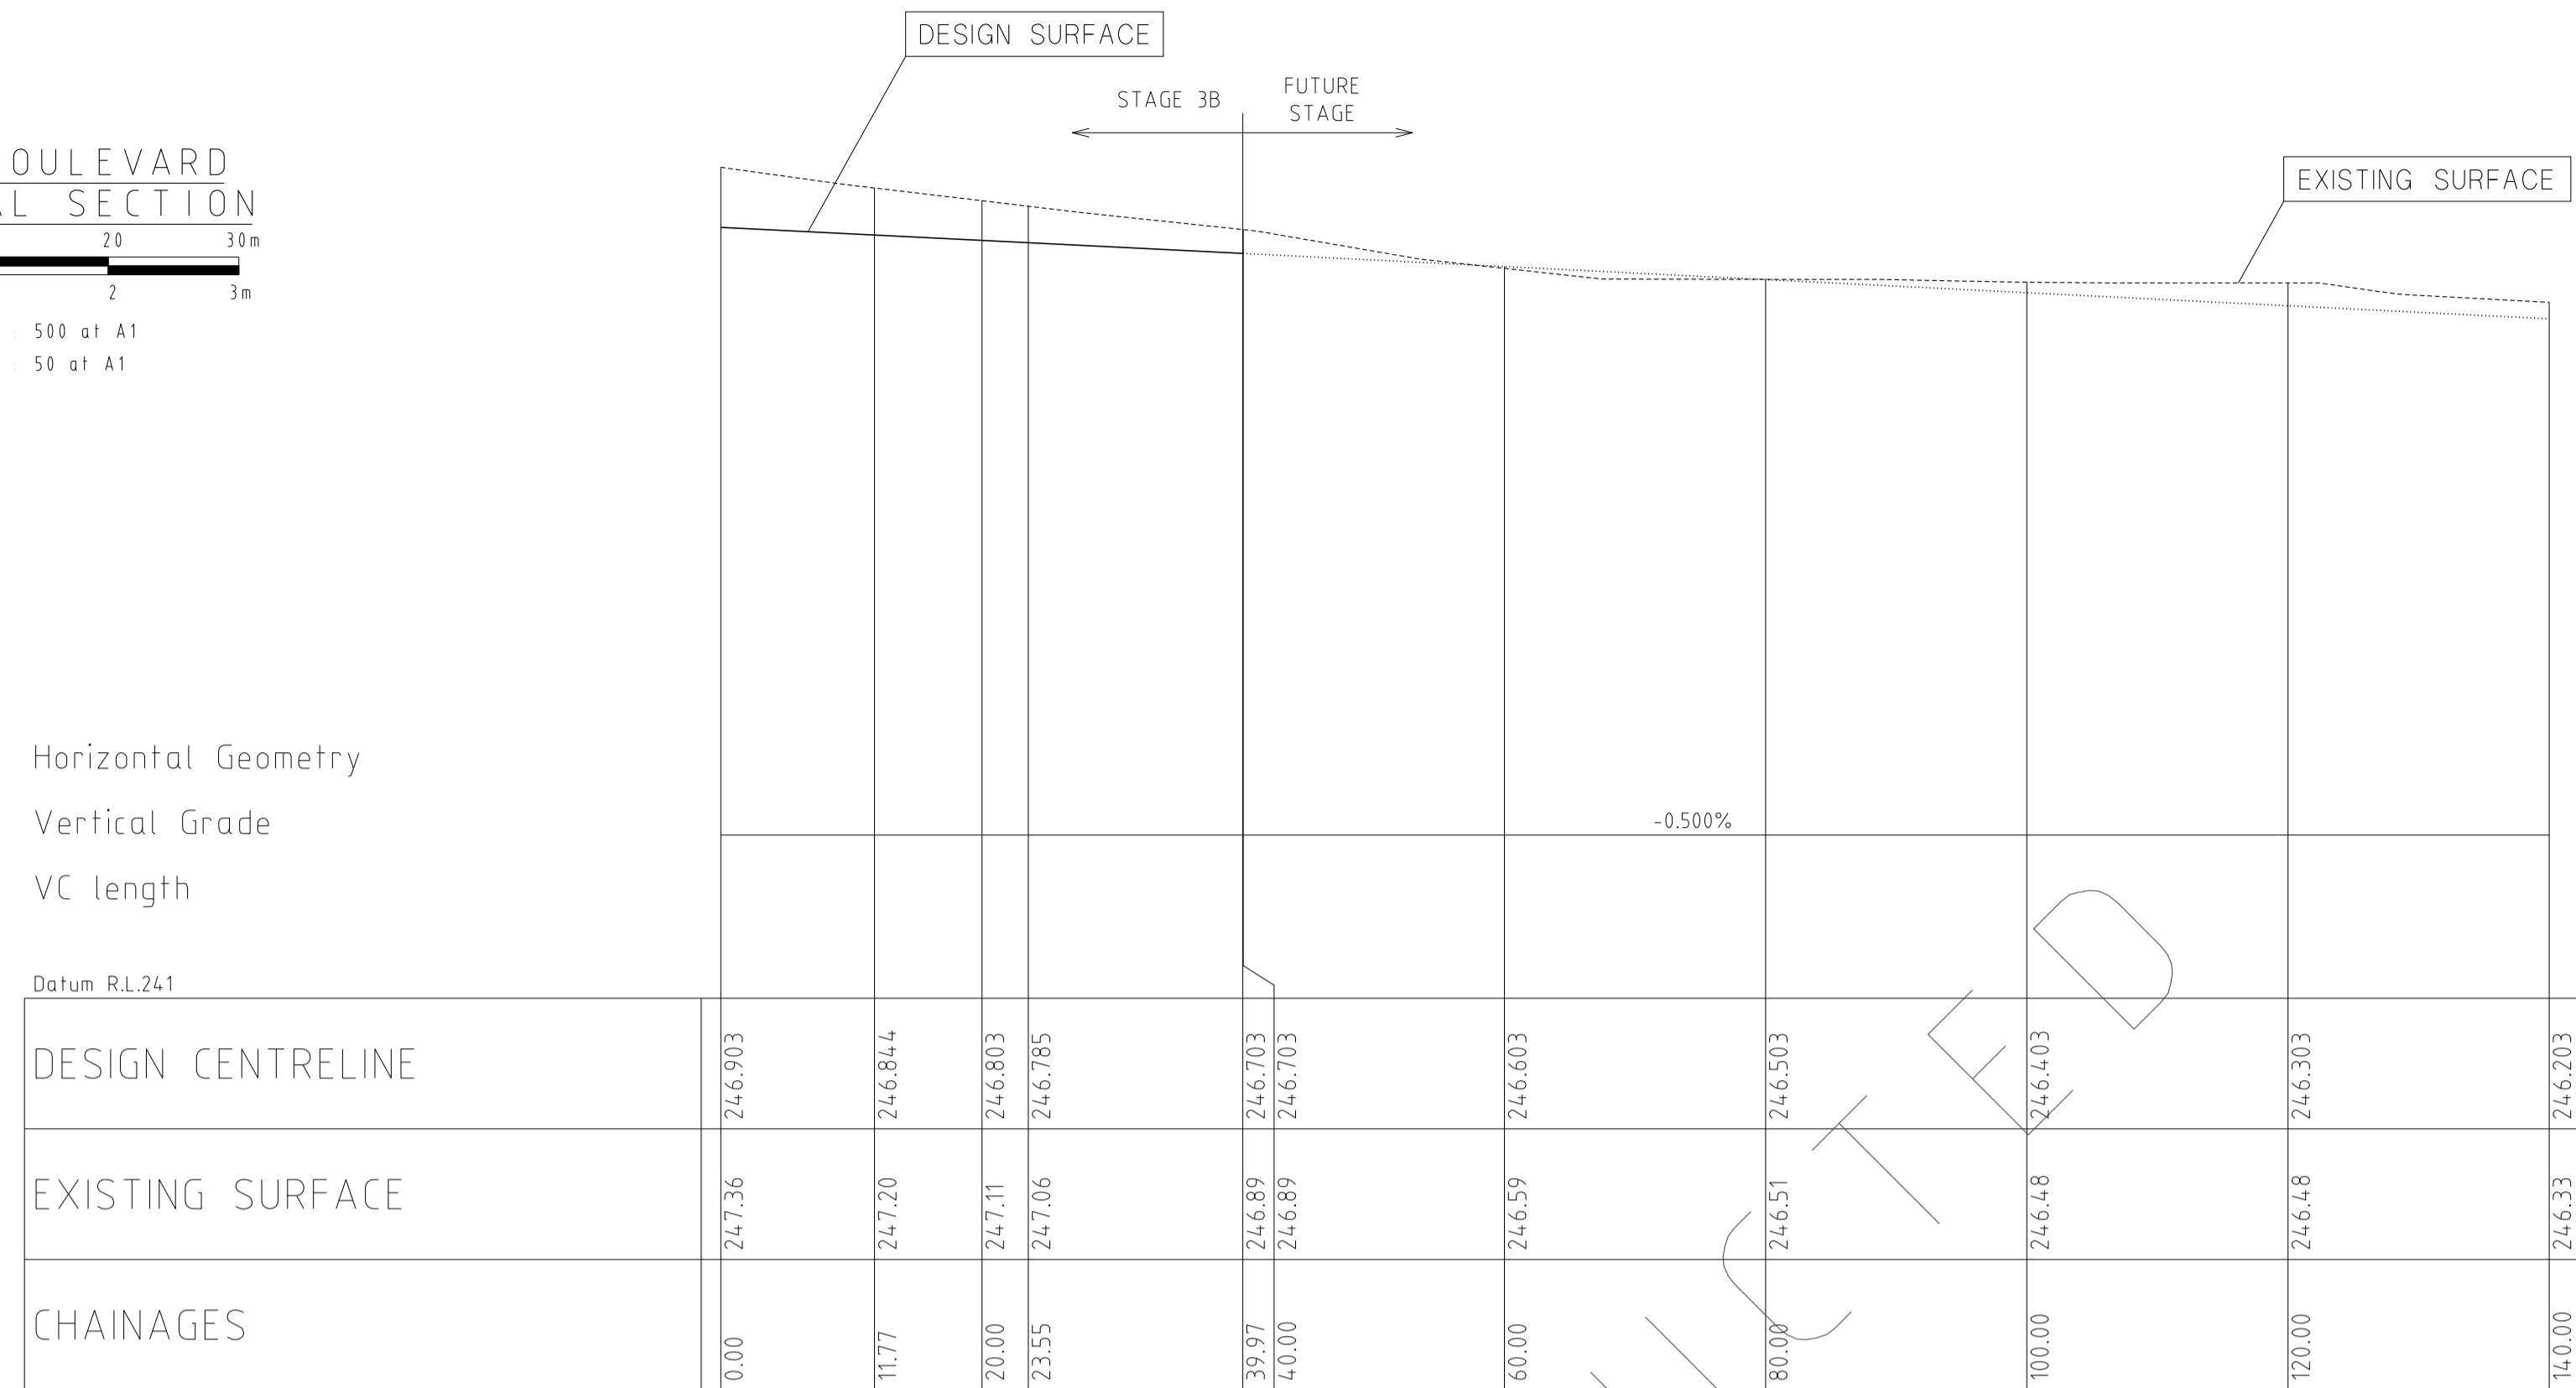 DESIGN SURFACE
STAGE 3B
FUTURE
STAGE
OULEVARD
AL SECTION
EXISTING SURFACE
20 30m
2 3m
: 500 at A1
: 50 at A1
Horizontal Geometry
Vertical Grade
-0.500%
VC length
Datum R.L.241
DESIGN CENTRELINE 246.903 246.844 246.803 246.785 246.703 246.703 246.603 246.503 246.403 246.303 246.203
EXISTING SURFACE 247.36 247.20 247.11 247.06 246.89 246.89 246.59 246.51 246.48 246.48 246.33
CHAINAGES 0.00 11.77 20.00 23.55 39.97 40.00 60.00 80.00 100.00 120.00 140.00
CTED